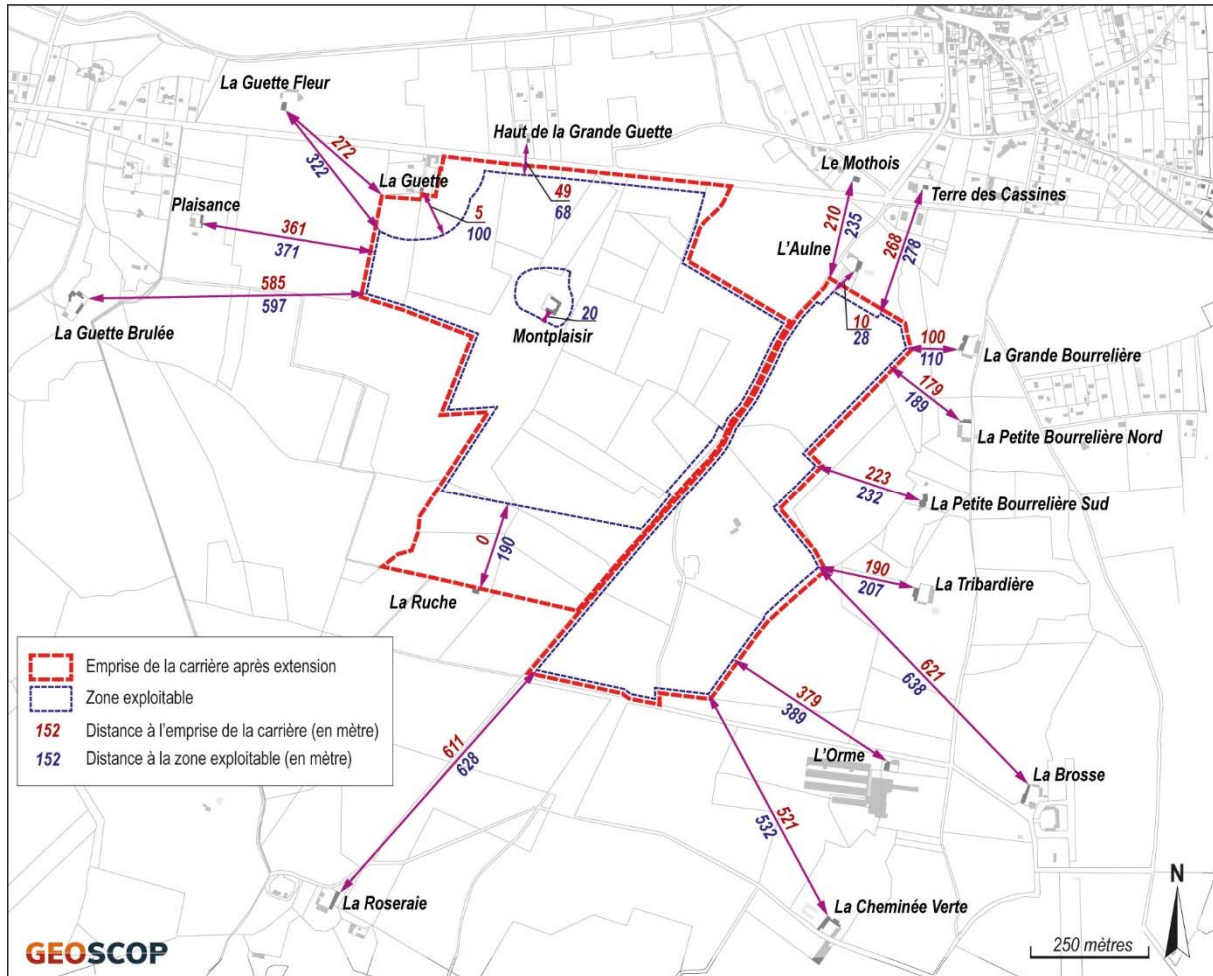 La Guette Fleur
272
322
Haut de la Grande Guette
La Guette
49
68
Le Mothois
Terre des Cassines
Plaisance
5
100
361
371
210
235
L'Aulne
268
278
585
597
La Guette Brulée
20
Montplaisir
10
28
100
110
La Grande Bourrelière
179
189
La Petite Bourrelière Nord
223
232
La Petite Bourrelière Sud
0
190
La Ruche
190
207
La Tribardière
621
638
Emprise de la carrière après extension
Zone exploitable
152 Distance à l'emprise de la carrière (en mètre)
152 Distance à la zone exploitable (en mètre)
379
389
611
628
L'Orme
La Brosse
521
532
La Roseraie
La Cheminée Verte
N
250 mètres
GEOSCOP